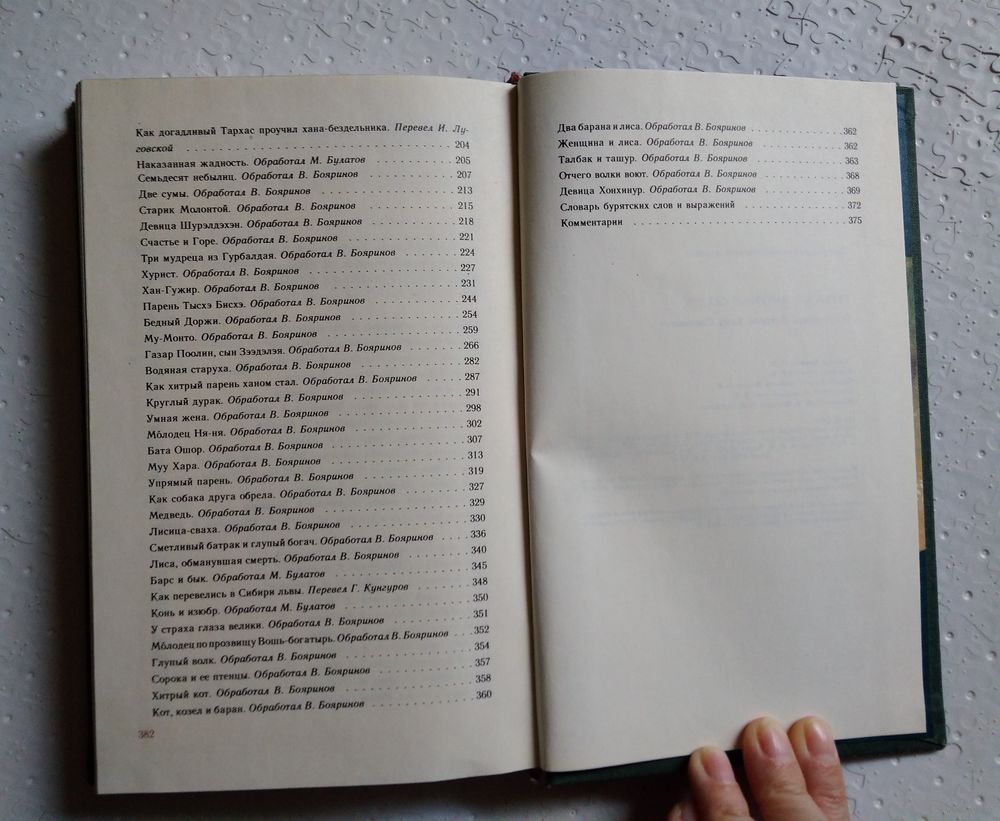 Как догадливый Тархас проучил хана-бездельника. Перевел И. Лу-
говской . . . . . . . . . . 204
Наказанная жадность. Обработал М. Булатов . . . . . 205
Семьдесят небылиц. Обработал В. Бояринов . . . . . 207
Две сумы. Обработал В. Бояринов . . . . . 213
Старик Молонтой. Обработал В. Бояринов . . . . . 215
Девица Шурэлдэхэн. Обработал В. Бояринов . . . . . 218
Счастье и Горе. Обработал В. Бояринов . . . . . 221
Три мудреца из Гурбалдая. Обработал В. Бояринов . . . . . 224
Хурист. Обработал В. Бояринов . . . . . 227
Хан-Гужир. Обработал В. Бояринов . . . . . 231
Парень Тысхэ Бисхэ. Обработал В. Бояринов . . . . . 244
Бедный Доржи. Обработал В. Бояринов . . . . . 254
Му-Монто. Обработал В. Бояринов . . . . . 259
Газар Поолин, сын Зээдэлэя. Обработал В. Бояринов . . . . . 266
Водяная старуха. Обработал В. Бояринов . . . . . 282
Как хитрый парень ханом стал. Обработал В. Бояринов . . . . . 287
Круглый дурак. Обработал В. Бояринов . . . . . 291
Умная жена. Обработал В. Бояринов . . . . . 298
Мо́лодец Ня-ня. Обработал В. Бояринов . . . . . 302
Бата Ошор. Обработал В. Бояринов . . . . . 307
Муу Хара. Обработал В. Бояринов . . . . . 313
Упрямый парень. Обработал В. Бояринов . . . . . 319
Как собака друга обрела. Обработал В. Бояринов . . . . . 327
Медведь. Обработал В. Бояринов . . . . . 329
Лисица-сваха. Обработал В. Бояринов . . . . . 330
Сметливый батрак и глупый богач. Обработал В. Бояринов . . . . 336
Лиса, обманувшая смерть. Обработал В. Бояринов . . . . . 340
Барс и бык. Обработал М. Булатов . . . . . 345
Как перевелись в Сибири львы. Перевел Г. Кунгуров . . . . . 348
Конь и изюбр. Обработал М. Булатов . . . . . 350
У страха глаза велики. Обработал В. Бояринов . . . . . 351
Мо́лодец по прозвищу Вошь-богатырь. Обработал В. Бояринов . . . 352
Глупый волк. Обработал В. Бояринов . . . . . 354
Сорока и ее птенцы. Обработал В. Бояринов . . . . . 357
Хитрый кот. Обработал В. Бояринов . . . . . 358
Кот, козел и баран. Обработал В. Бояринов . . . . . 360
382
Два барана и лиса. Обработал В. Бояринов . . . . . 362
Женщина и лиса. Обработал В. Бояринов . . . . . 362
Талбак и ташур. Обработал В. Бояринов . . . . . 363
Отчего волки воют. Обработал В. Бояринов . . . . . 368
Девица Хонхинур. Обработал В. Бояринов . . . . . 369
Словарь бурятских слов и выражений . . . . . 372
Комментарии . . . . . 375